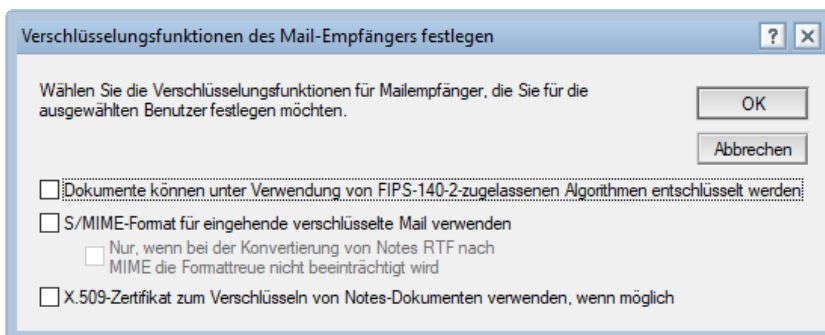 Verschlüsselungsfunktionen des Mail-Empfängers festlegen
Wählen Sie die Verschlüsselungsfunktionen für Mailempfänger, die Sie für die
ausgewählten Benutzer festlegen möchten.
OK
Abbrechen
Dokumente können unter Verwendung von FIPS-140-2-zugelassenen Algorithmen entschlüsselt werden
S/MIME-Format für eingehende verschlüsselte Mail verwenden
Nur, wenn bei der Konvertierung von Notes RTF nach
MIME die Formattreue nicht beeinträchtigt wird
X.509-Zertifikat zum Verschlüsseln von Notes-Dokumenten verwenden, wenn möglich